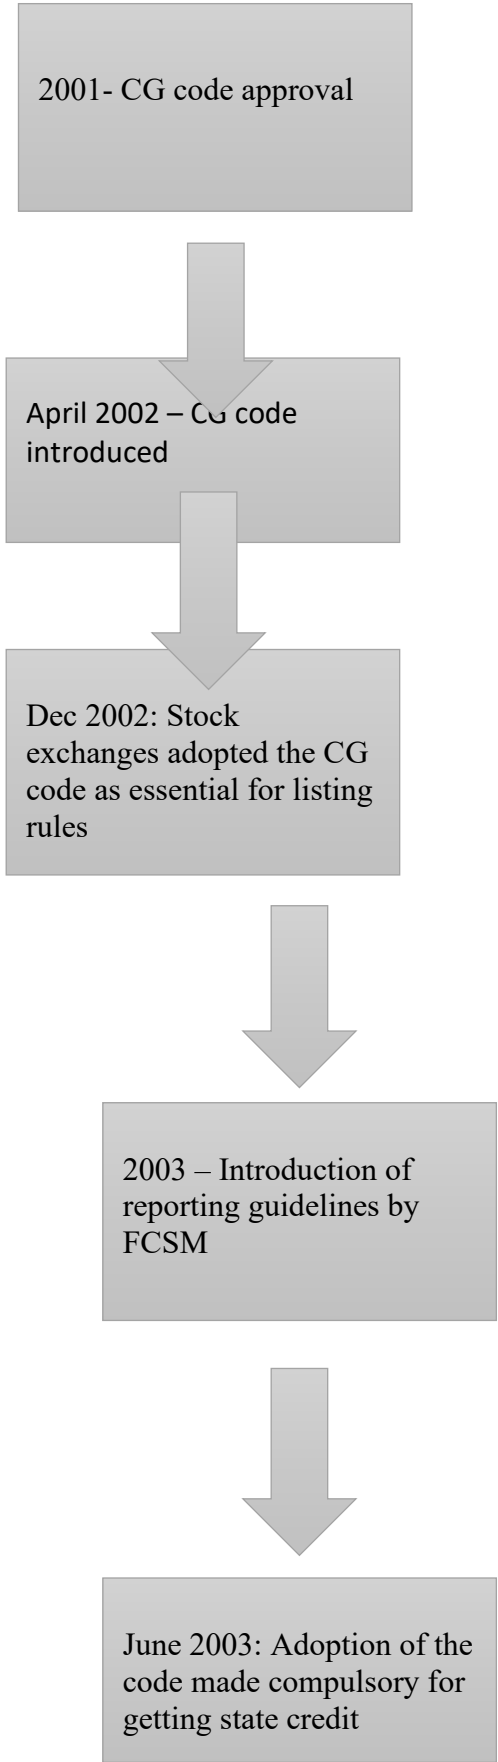 2001- CG code approval
April 2002 – CG code
introduced
Dec 2002: Stock
exchanges adopted the CG
code as essential for listing
rules
2003 – Introduction of
reporting guidelines by
FCSM
June 2003: Adoption of the
code made compulsory for
getting state credit